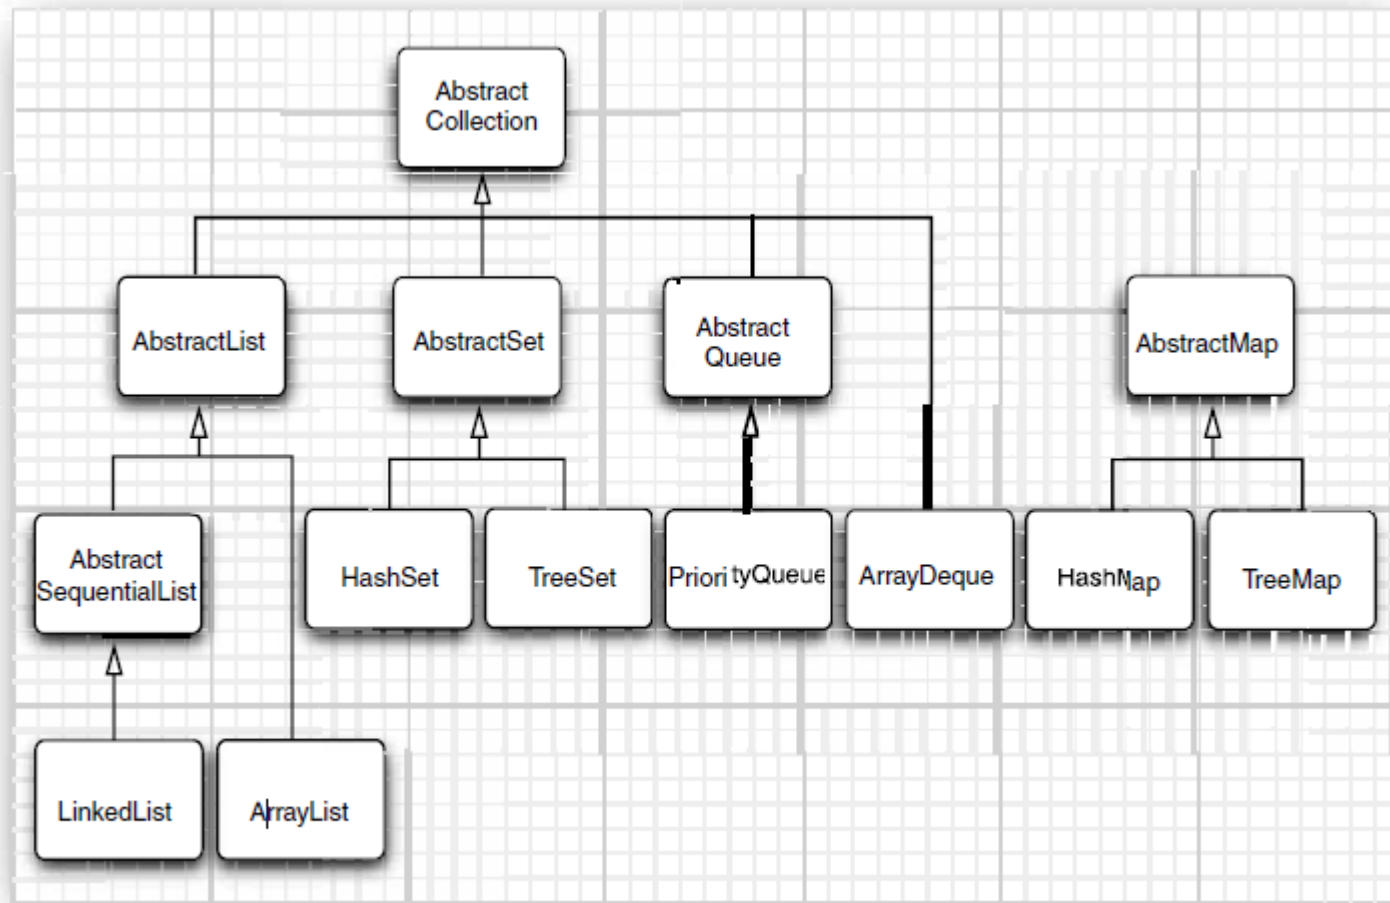 Abstract
Collection
AbstractList
AbstractSet
Abstract
Queue
AbstractMap
Abstract
SequentialList
HashSet
TreeSet
PriorityQueue
ArrayDeque
HashMap
TreeMap
LinkedList
ArrayList